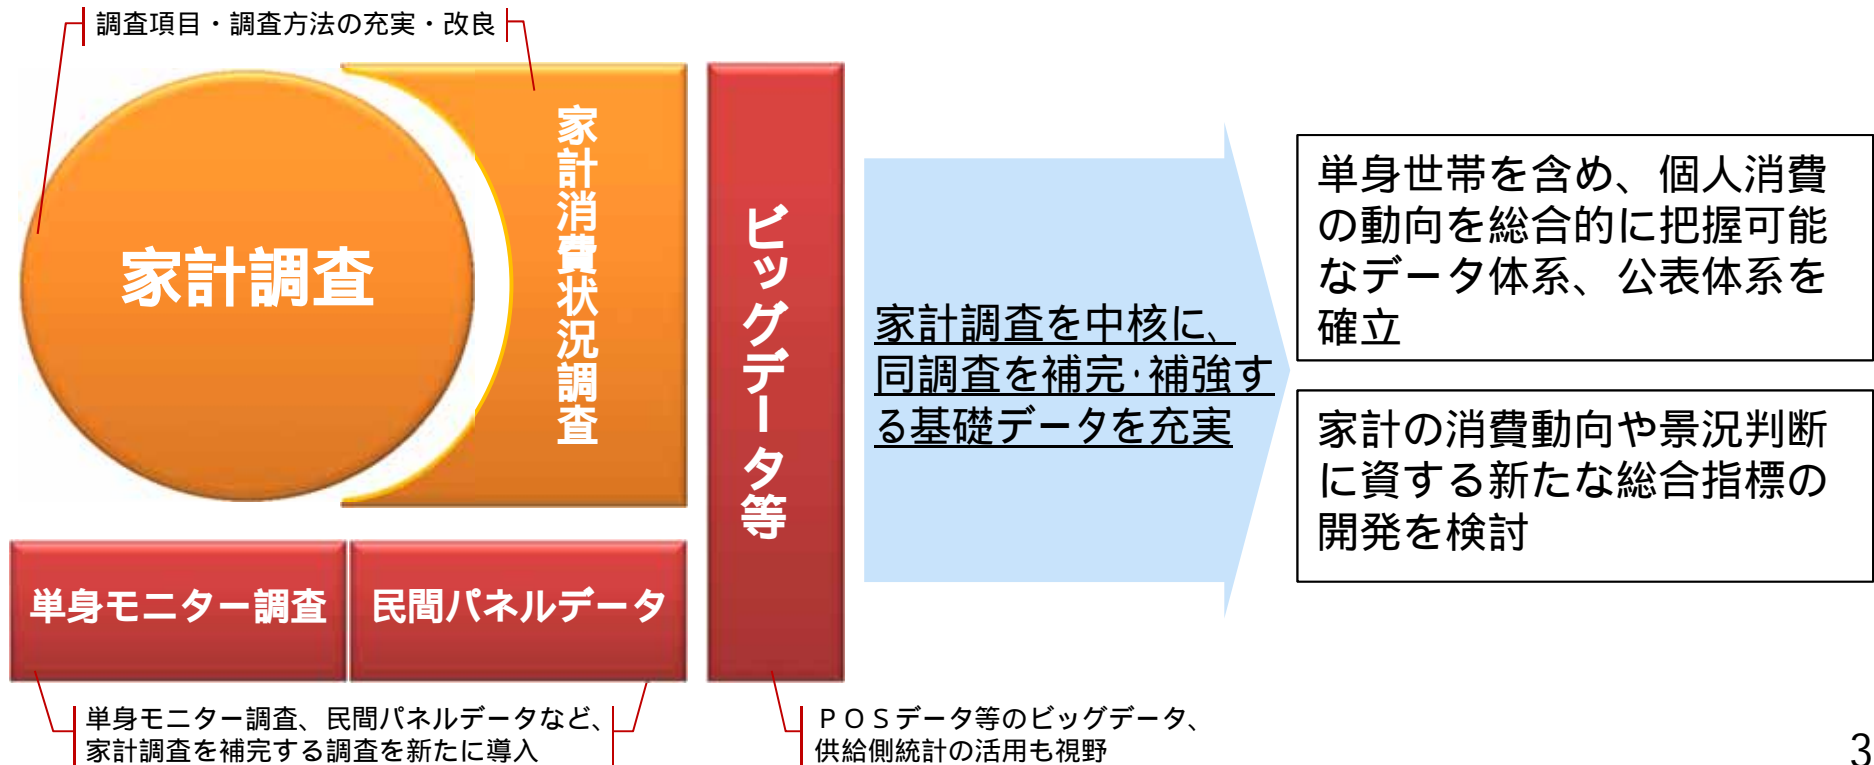 調査項目・調査方法の充実・改良
家計調査
家計消費状況調査
ビッグデータ等
単身モニター調査
民間パネルデータ
単身モニター調査、民間パネルデータなど、
家計調査を補完する調査を新たに導入
ＰＯＳデータ等のビッグデータ、
供給側統計の活用も視野
家計調査を中核に、
同調査を補完・補強す
る基礎データを充実
単身世帯を含め、個人消費
の動向を総合的に把握可能
なデータ体系、公表体系を
確立
家計の消費動向や景況判断
に資する新たな総合指標の
開発を検討
3